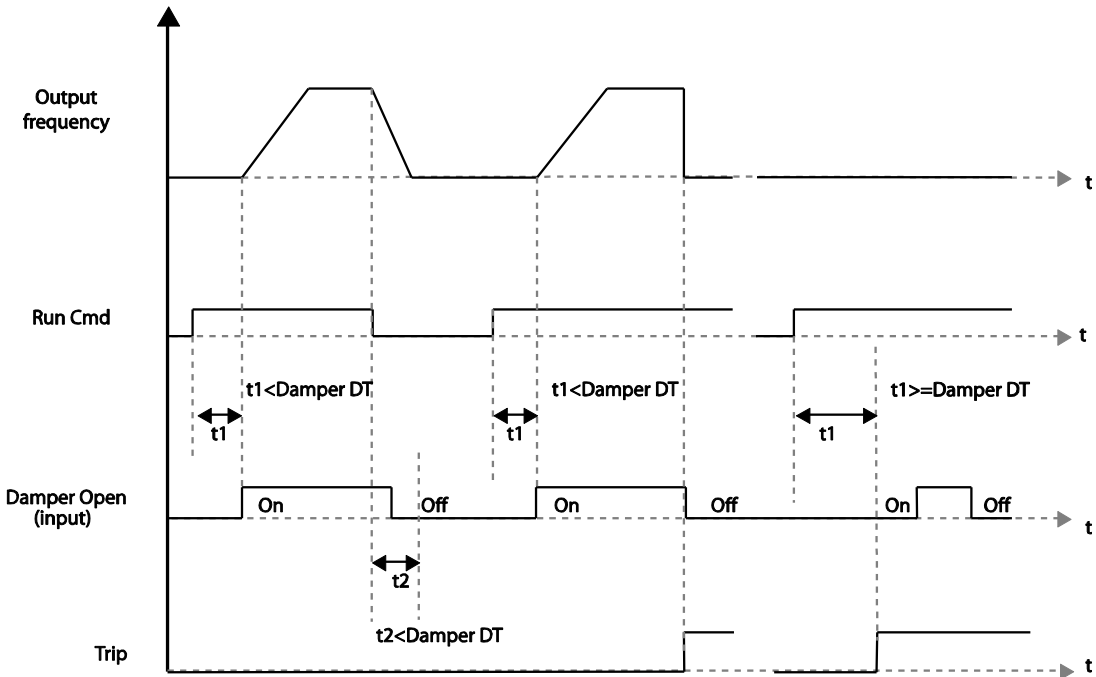 Output
frequency
t
Run Cmd
t
t1<Damper DT
t1<Damper DT
t1>=Damper DT
t1
t1
t1
Damper Open
(input)
On
Off
On
Off
On
Off
t
t2
t2<Damper DT
Trip
t